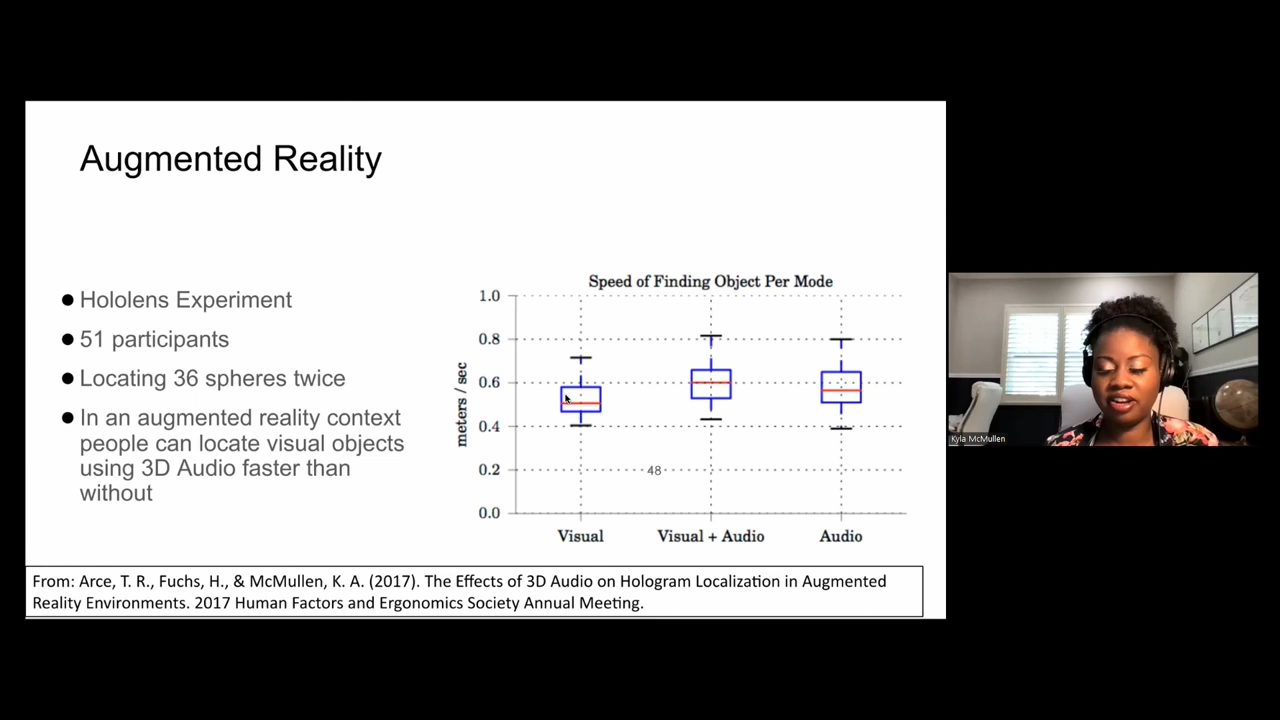 Augmented Reality
● Hololens Experiment
● 51 participants
● Locating 36 spheres twice
● In an augmented reality context
people can locate visual objects
using 3D Audio faster than
without
Speed of Finding Object Per Mode
1.0
0.8
0.6
0.4
0.2
0.0
meters / sec
48
Visual
Visual + Audio
Audio
From: Arce, T. R., Fuchs, H., & McMullen, K. A. (2017). The Effects of 3D Audio on Hologram Localization in Augmented
Reality Environments. 2017 Human Factors and Ergonomics Society Annual Meeting.
Kyla McMullen